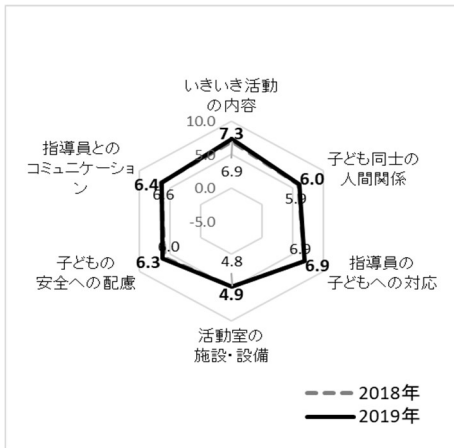 いきいき活動
の内容
10.0
7.3
5.0
6.9
0.0
-5.0
子ども同士の
人間関係
6.0
5.9
指導員の
子どもへの対応
6.9
6.9
活動室の
施設・設備
4.8
4.9
子どもの
安全への配慮
6.0
6.3
指導員との
コミュニケーショ
ン
6.4
6.6
2018年
2019年